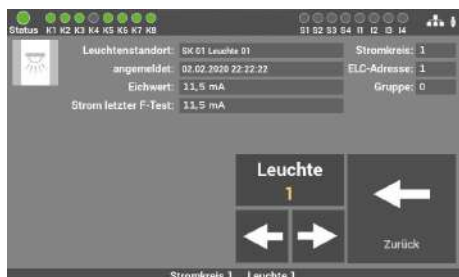 Status K1 K2 K3 K4 K5 K6 K7 K8 S1 S2 S3 S4 I1 I2 I3 I4
Leuchtenstandort: SK 01 Leuchte 01 Stromkreis: 1
angemeldet: 02.02.2020 22:22:22 ELC-Adresse: 1
Eichwert: 11,5 mA Gruppe: 0
Strom letzter F-Test: 11,5 mA
Leuchte
1
Zurück
Stromkreis 1 Leuchte 1